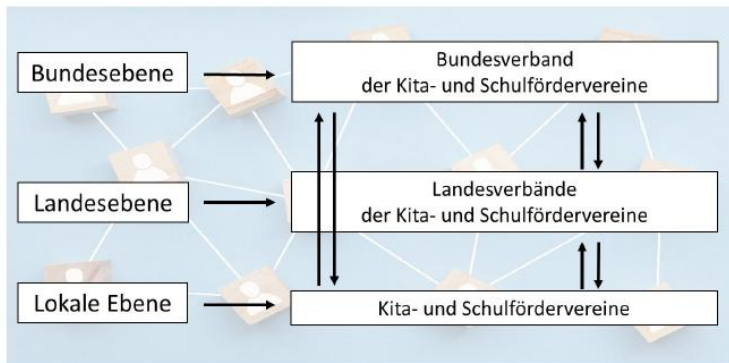 Bundesebene
Bundesverband
der Kita- und Schulfördervereine
Landesebene
Landesverbände
der Kita- und Schulfördervereine
Lokale Ebene
Kita- und Schulfördervereine